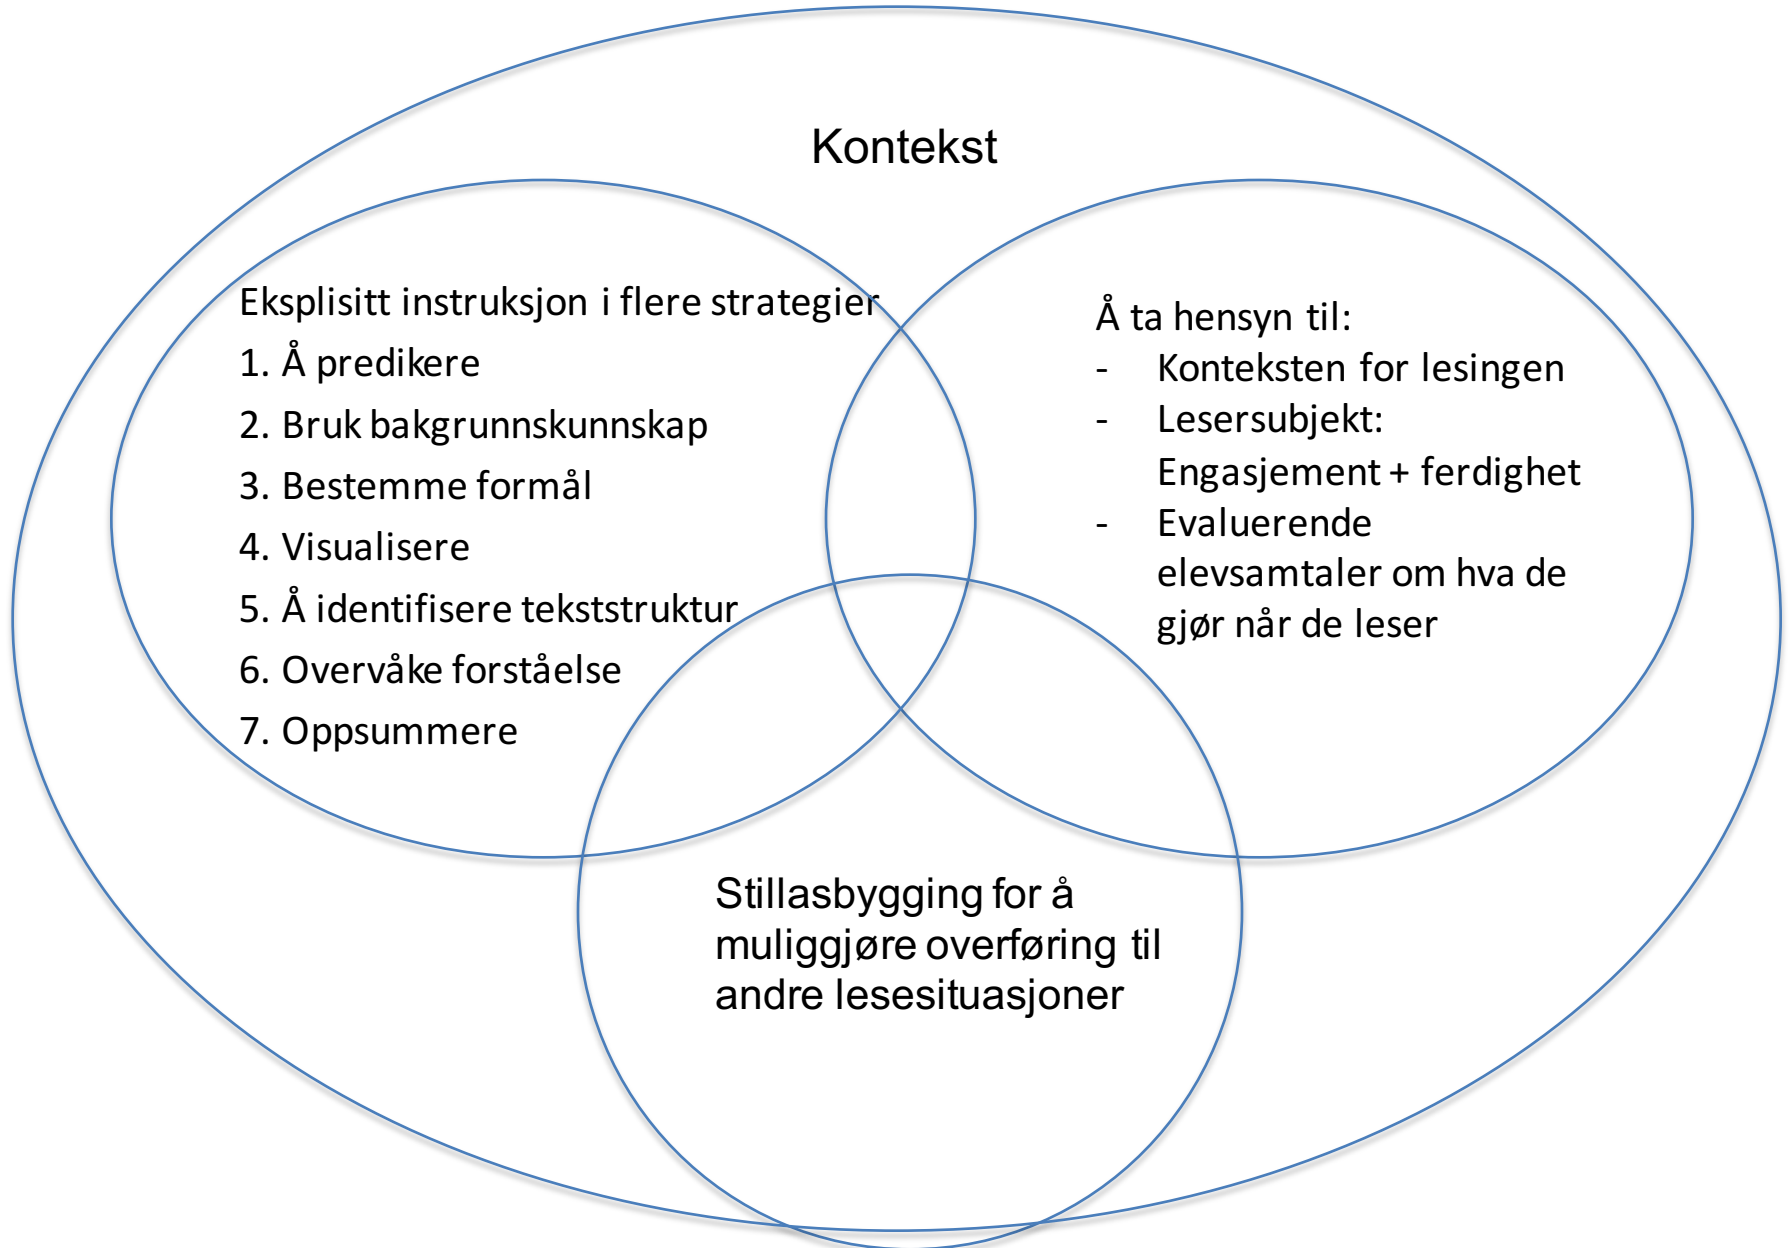 Kontekst
Eksplisitt instruksjon i flere strategier
1. Å predikere
2. Bruk bakgrunnskunnskap
3. Bestemme formål
4. Visualisere
5. Å identifisere tekststruktur
6. Overvåke forståelse
7. Oppsummere
Å ta hensyn til:
- Konteksten for lesingen
- Lesersubjekt:
Engasjement + ferdighet
- Evaluerende
elevsamtaler om hva de
gjør når de leser
Stillasbygging for å
muliggjøre overføring til
andre lesesituasjoner